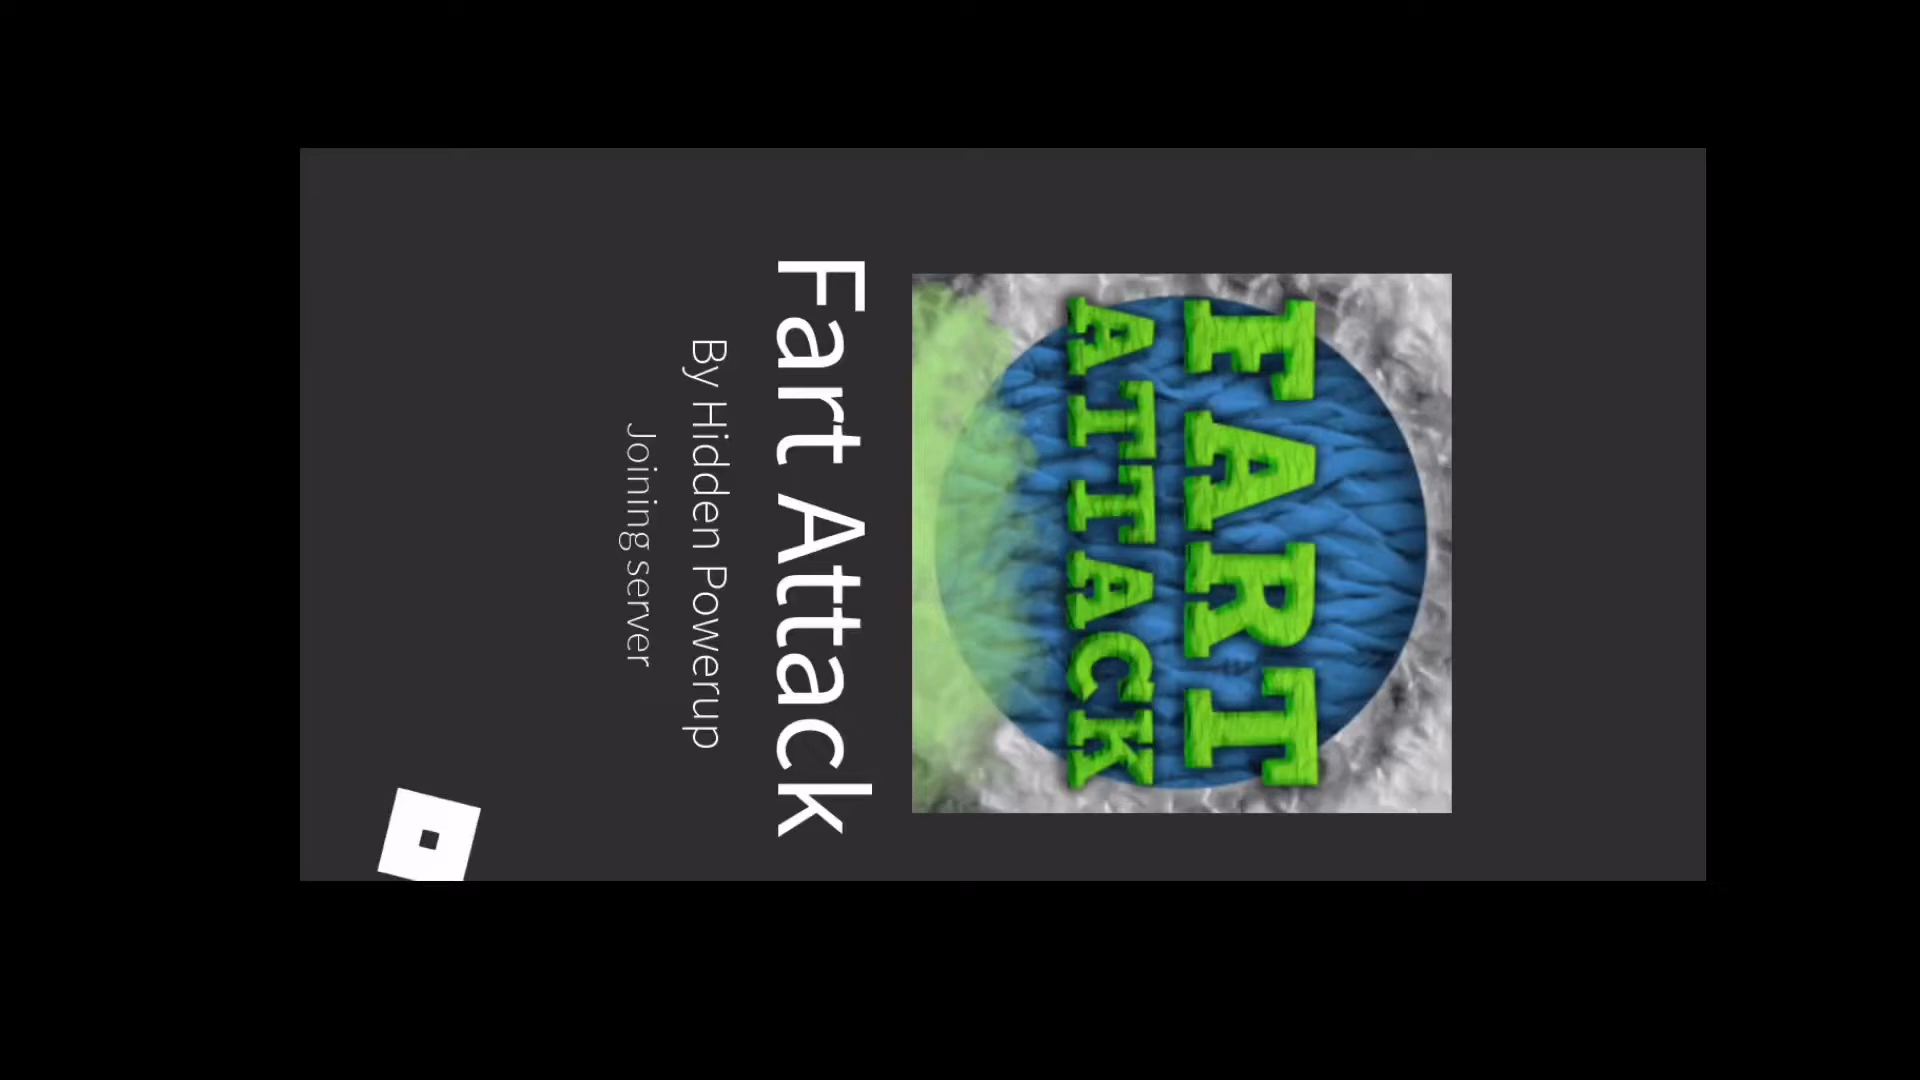 FART
ATTACK
Fart Attack
By Hidden Powerup
Joining server